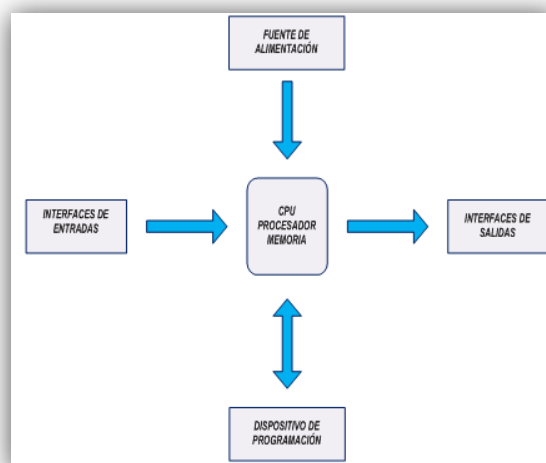 FUENTE DE
ALIMENTACIÓN
INTERFACES DE
ENTRADAS
CPU
PROCESADOR
MEMORIA
INTERFACES DE
SALIDAS
DISPOSITIVO DE
PROGRAMACIÓN